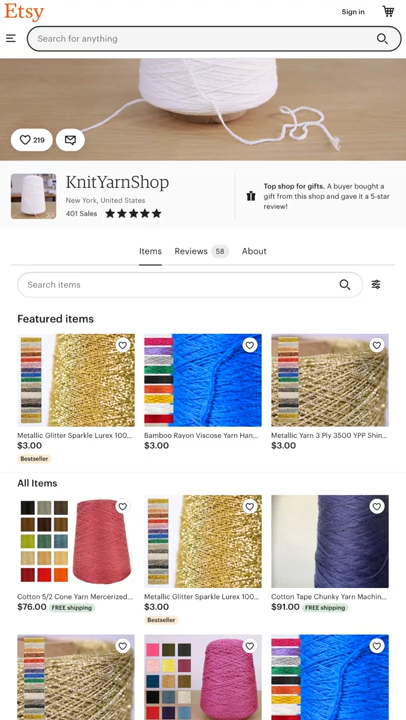 Etsy
Sign in
Search for anything
219
KnitYarnShop
New York, United States
401 Sales
Top shop for gifts. A buyer bought a
gift from this shop and gave it a 5-star
review!
Items
Reviews 58
About
Search items
Featured items
Metallic Glitter Sparkle Lurex 100...
$3.00
Bestseller
Bamboo Rayon Viscose Yarn Han...
$3.00
Metallic Yarn 3 Ply 3500 YPP Shin...
$3.00
All Items
Cotton 5/2 Cone Yarn Mercerized...
$76.00 FREE shipping
Metallic Glitter Sparkle Lurex 100...
$3.00
Bestseller
Cotton Tape Chunky Yarn Machin...
$91.00 FREE shipping